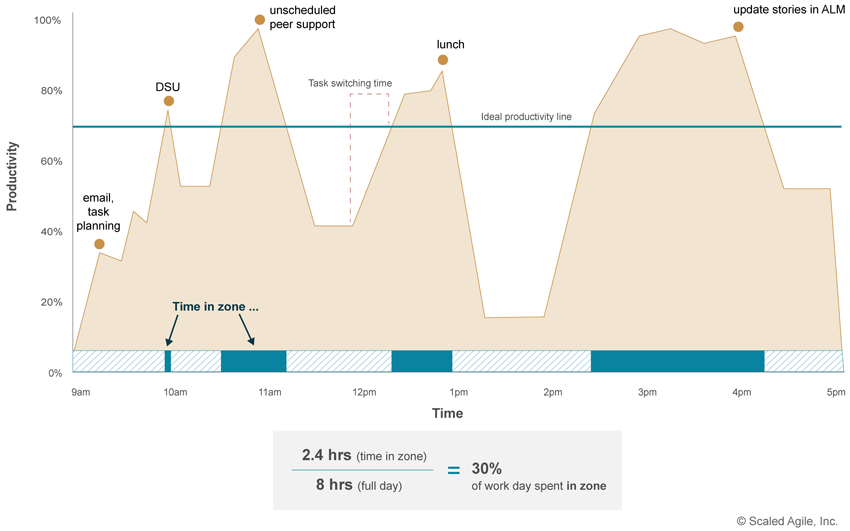 100%
80%
60%
40%
20%
0%
Productivity
email,
task
planning
DSU
unscheduled
peer support
Task switching time
lunch
Ideal productivity line
update stories in ALM
Time in zone ...
9am
10am
11am
12pm
1pm
2pm
3pm
4pm
5pm
Time
2.4 hrs (time in zone)
8 hrs (full day)
=
30%
of work day spent in zone
© Scaled Agile, Inc.